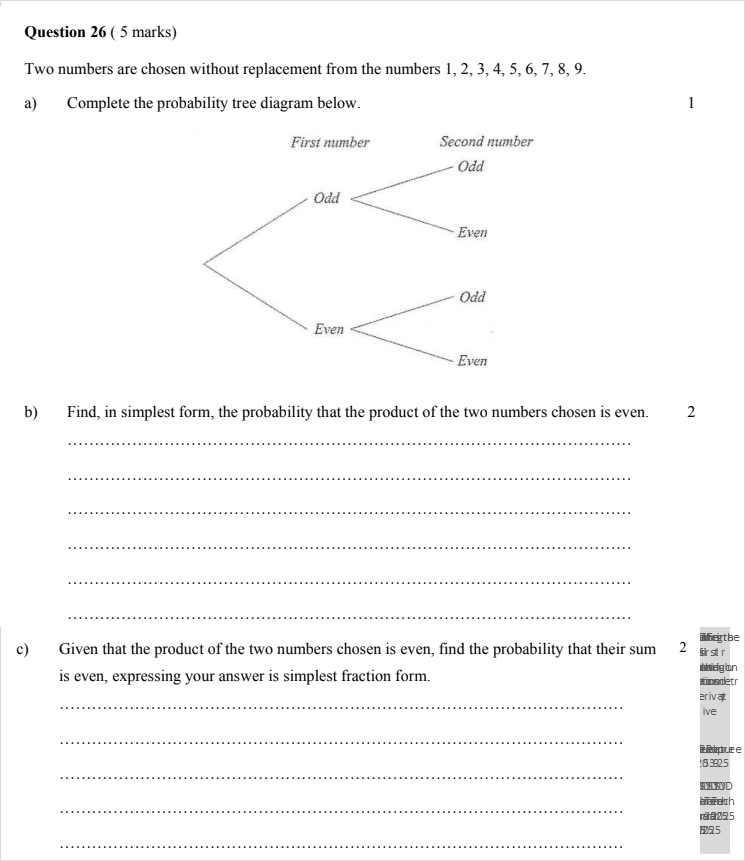 Question 26 ( 5 marks)
Two numbers are chosen without replacement from the numbers 1, 2, 3, 4, 5, 6, 7, 8, 9.
a) Complete the probability tree diagram below. 1
First number Second number
Odd
Odd
Even
Odd
Even
Even
b) Find, in simplest form, the probability that the product of the two numbers chosen is even. 2
c) Given that the product of the two numbers chosen is even, find the probability that their sum 2
is even, expressing your answer is simplest fraction form.